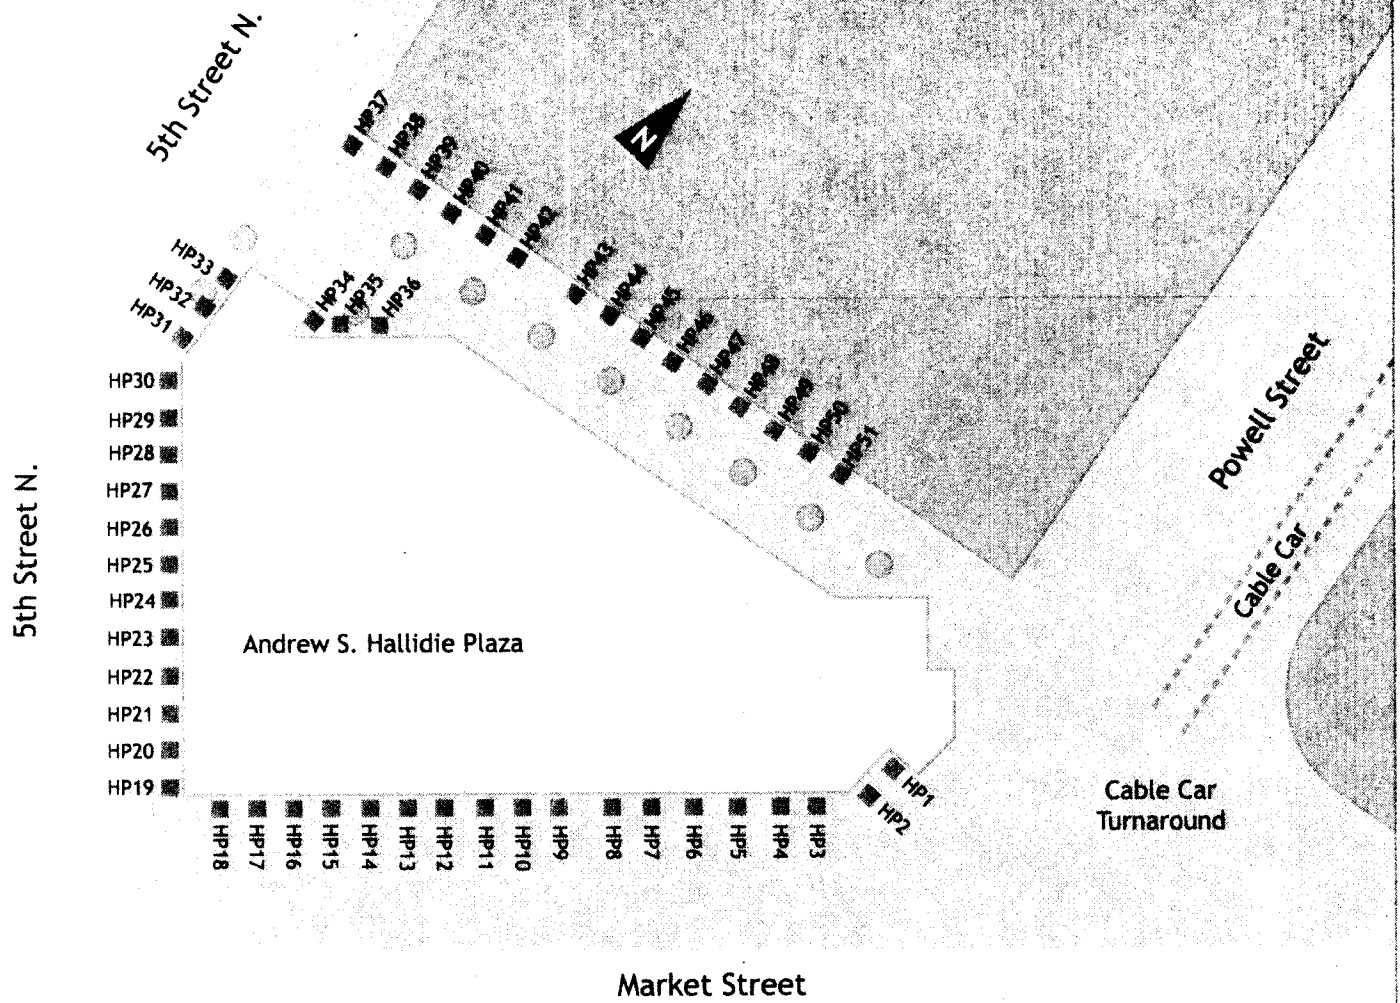 5th Street N.
HP37
HP38
HP39
HP40
HP41
HP42
N
HP43
HP44
HP45
HP46
HP47
HP48
HP49
HP50
HP51
HP33
HP32
HP31
HP34
HP35
HP36
HP30
HP29
HP28
HP27
HP26
HP25
HP24
HP23
HP22
HP21
HP20
HP19
5th Street N.
Andrew S. Hallidie Plaza
Powell Street
Cable Car
Cable Car
Turnaround
HP1
HP2
HP18
HP17
HP16
HP15
HP14
HP13
HP12
HP11
HP10
HP9
HP8
HP7
HP6
HP5
HP4
HP3
Market Street